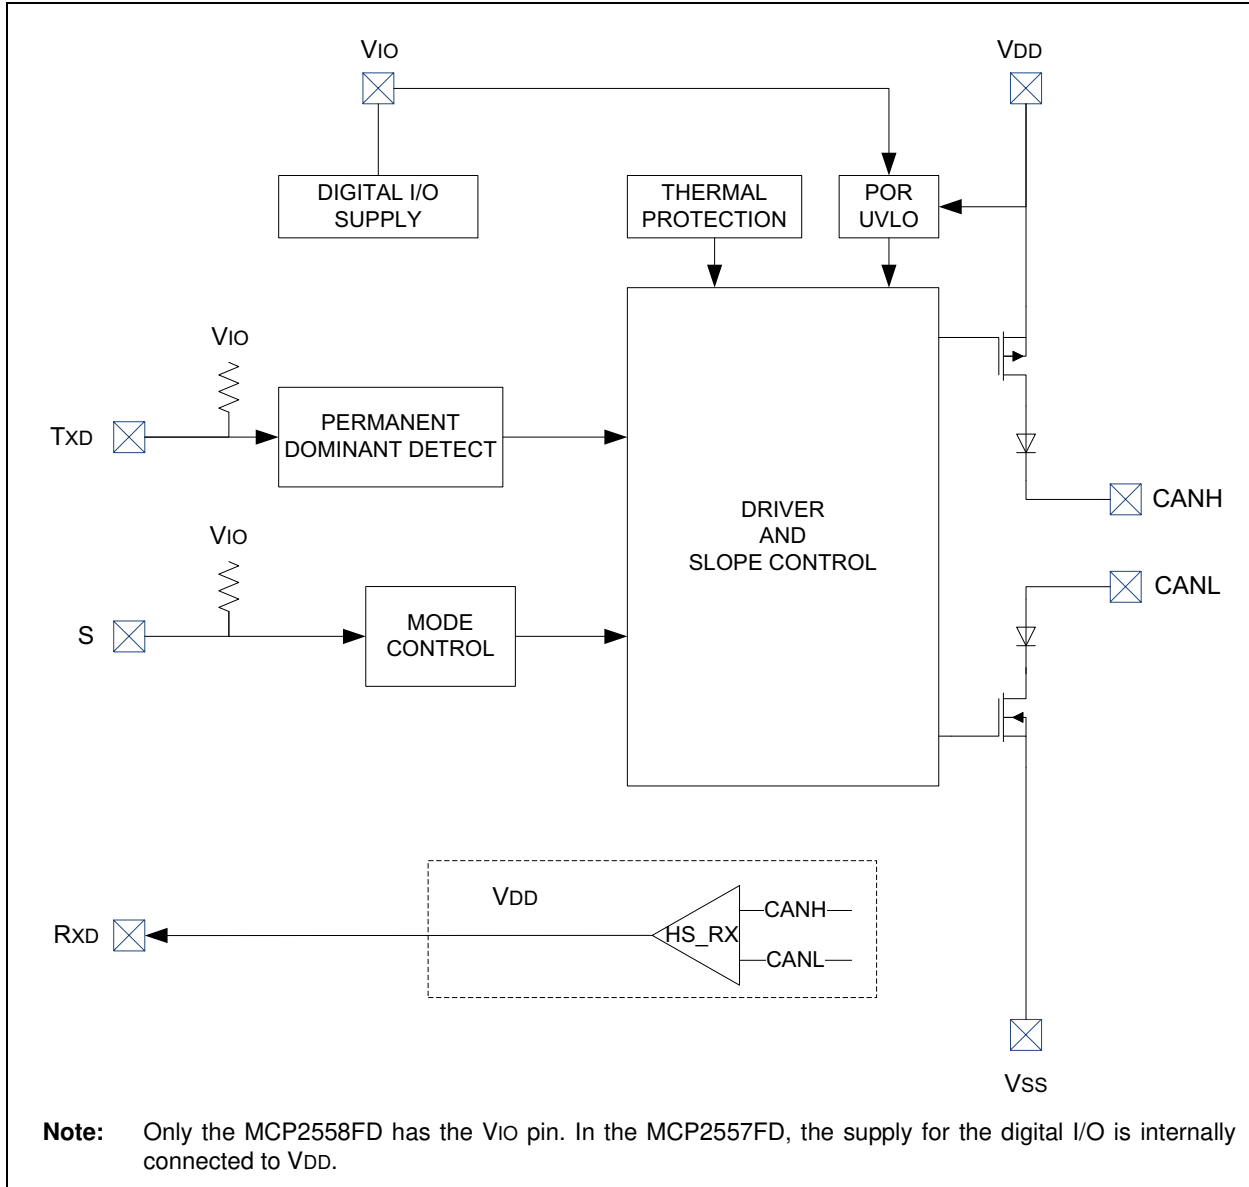 VIO
VDD
DIGITAL I/O
SUPPLY
THERMAL
PROTECTION
POR
UVLO
VIO
TXD
PERMANENT
DOMINANT DETECT
CANH
DRIVER
AND
SLOPE CONTROL
VIO
CANL
S
MODE
CONTROL
VDD
CANH
RXD
HS_RX
CANL
VSS
Note: Only the MCP2558FD has the VIO pin. In the MCP2557FD, the supply for the digital I/O is internally
connected to VDD.